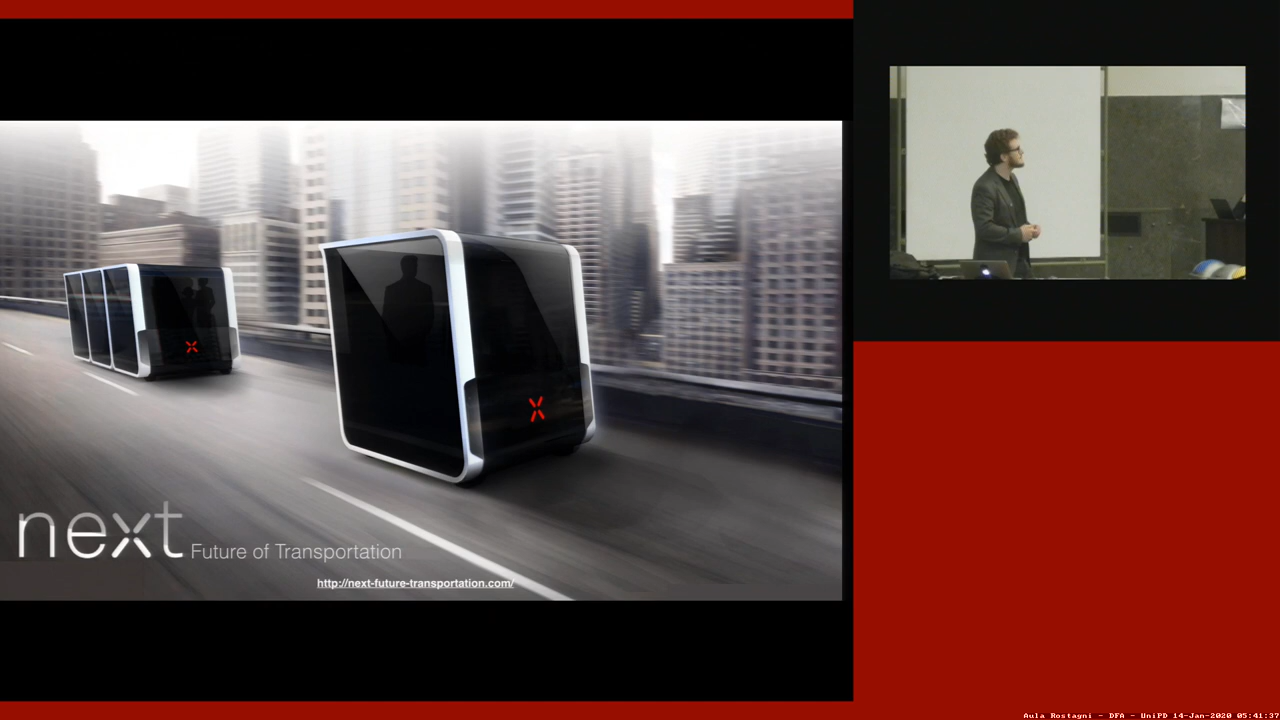 next Future of Transportation
http://next-future-transportation.com/
Aula Rostagni - DFA - UniPD 14-Jan-2020 05:41:37